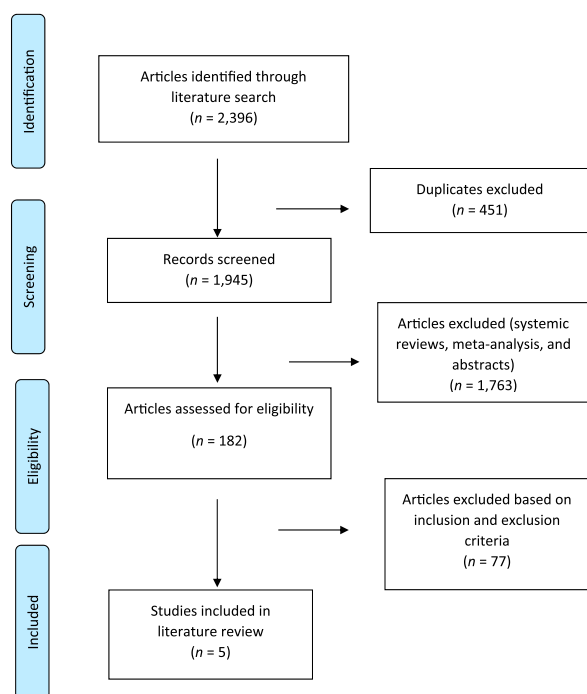 Identification
Articles identified through
literature search
(n = 2,396)
Duplicates excluded
(n = 451)
Screening
Records screened
(n = 1,945)
Articles excluded (systemic
reviews, meta-analysis, and
abstracts)
(n = 1,763)
Eligibility
Articles assessed for eligibility
(n = 182)
Articles excluded based on
inclusion and exclusion
criteria
(n = 77)
Included
Studies included in
literature review
(n = 5)